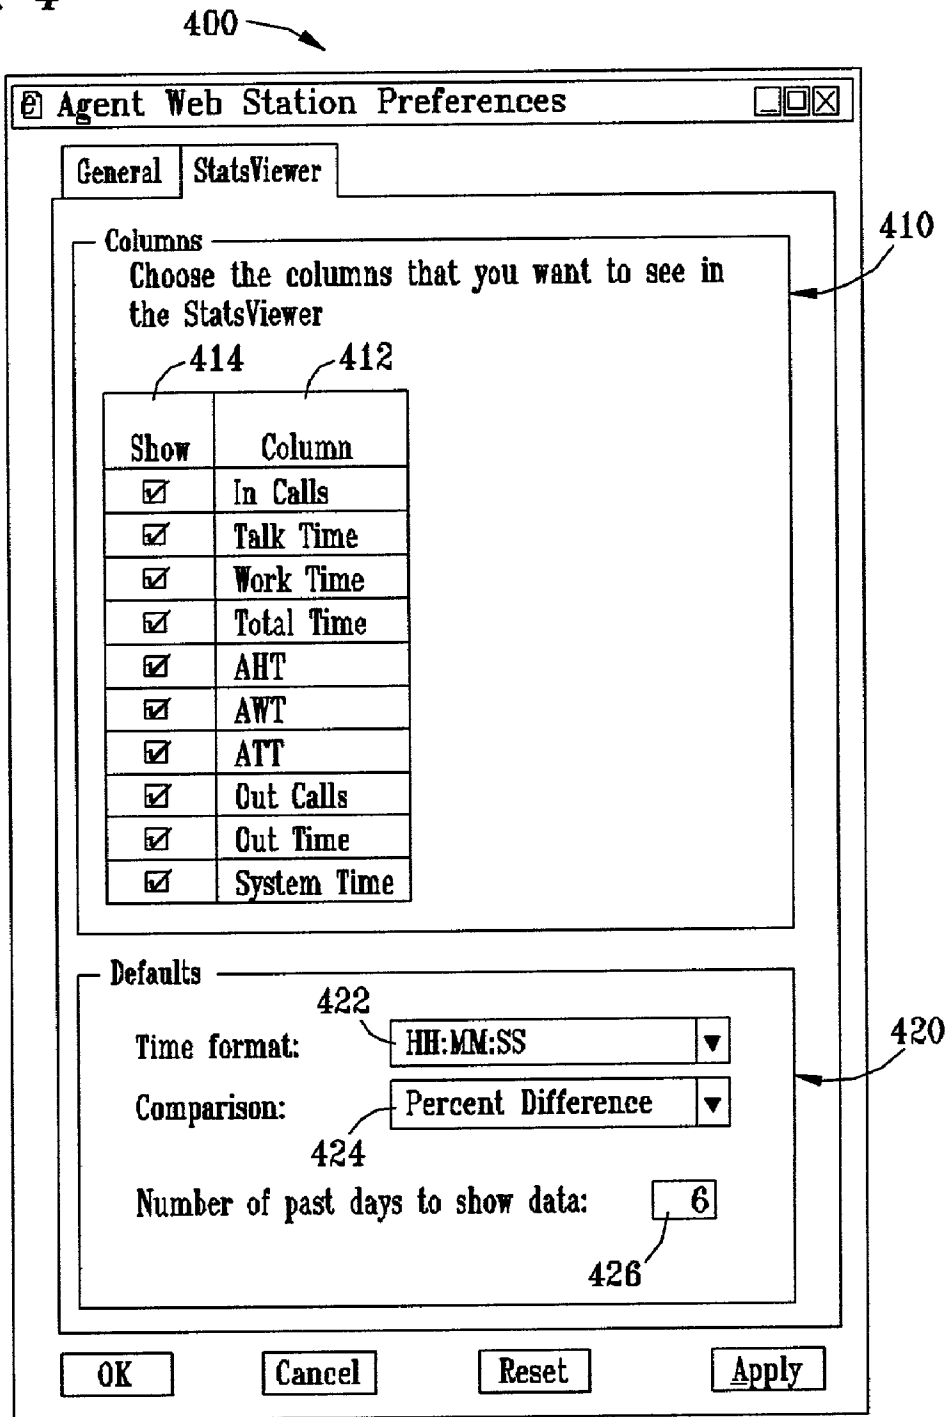 4
400
Agent Web Station Preferences
General StatsViewer
410
Columns
Choose the columns that you want to see in
the StatsViewer
414 412
Show Column
In Calls
Talk Time
Work Time
Total Time
AHT
AWT
ATT
Out Calls
Out Time
System Time
Defaults
422
Time format: HH:MM:SS
420
Comparison: Percent Difference
424
Number of past days to show data: 6
426
OK Cancel Reset Apply